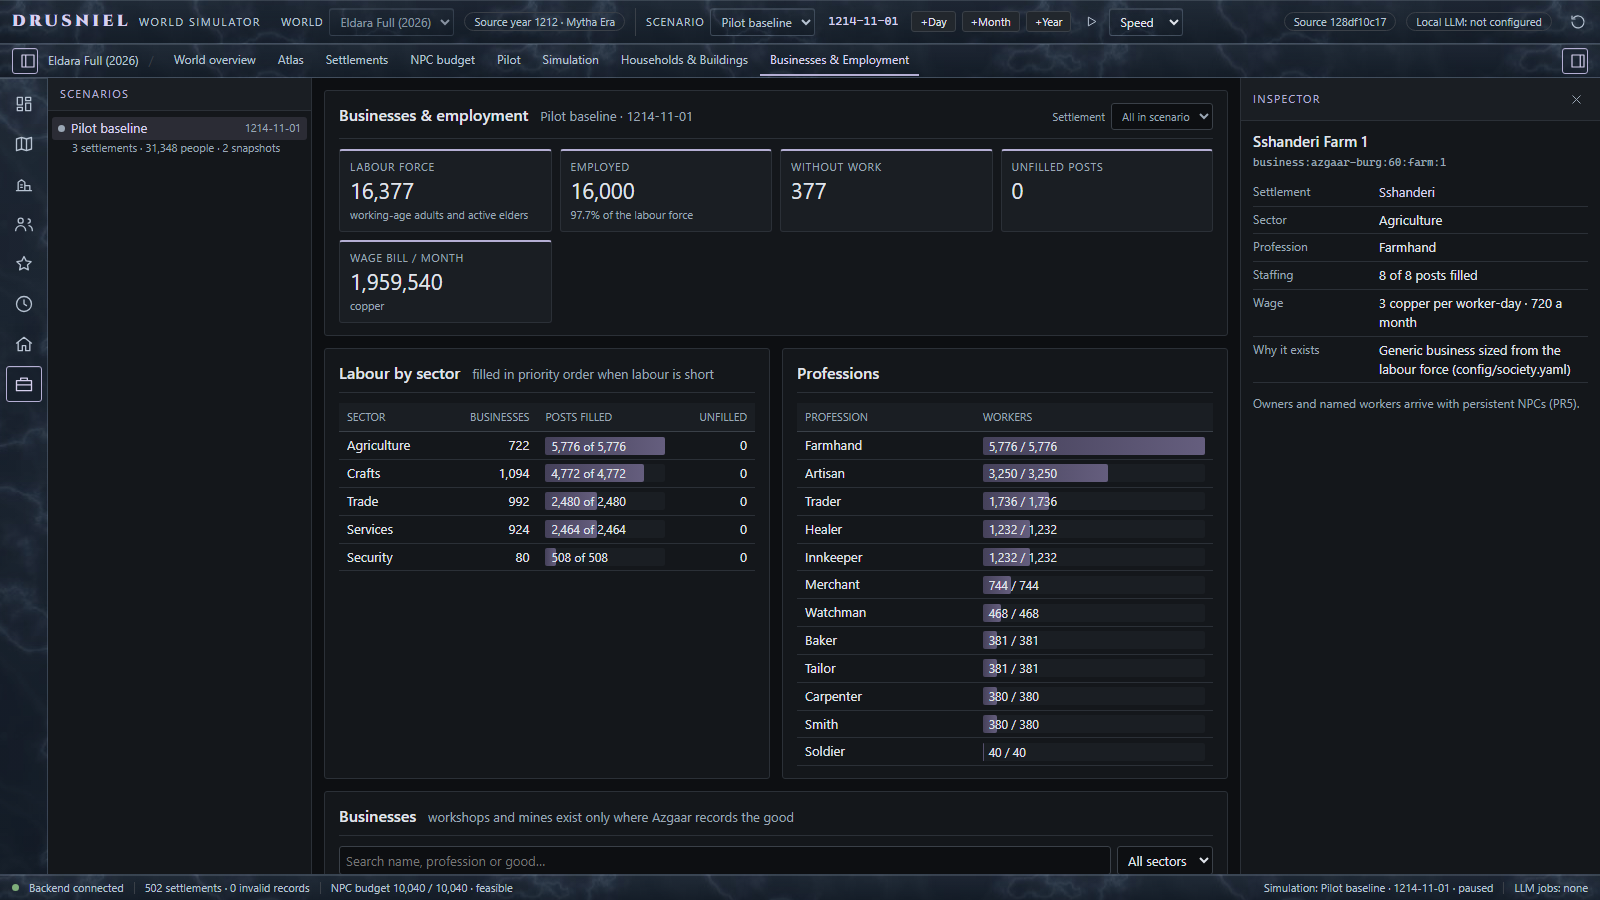 DRUSNIEL WORLD SIMULATOR WORLD Eldara Full (2026) Source year 1212 · Mytha Era SCENARIO Pilot baseline 1214-11-01 +Day +Month +Year Speed Source 128df10c17 Local LLM: not configured
Eldara Full (2026) / World overview Atlas Settlements NPC budget Pilot Simulation Households & Buildings Businesses & Employment
SCENARIOS
Pilot baseline 1214-11-01
3 settlements · 31,348 people · 2 snapshots
Businesses & employment Pilot baseline · 1214-11-01 Settlement All in scenario
LABOUR FORCE
16,377
working-age adults and active elders
EMPLOYED
16,000
97.7% of the labour force
WITHOUT WORK
377
UNFILLED POSTS
0
WAGE BILL / MONTH
1,959,540
copper
Labour by sector filled in priority order when labour is short
SECTOR BUSINESSES POSTS FILLED UNFILLED
Agriculture 722 5,776 of 5,776 0
Crafts 1,094 4,772 of 4,772 0
Trade 992 2,480 of 2,480 0
Services 924 2,464 of 2,464 0
Security 80 508 of 508 0
Professions
PROFESSION WORKERS
Farmhand 5,776 / 5,776
Artisan 3,250 / 3,250
Trader 1,736 / 1,736
Healer 1,232 / 1,232
Innkeeper 1,232 / 1,232
Merchant 744 / 744
Watchman 468 / 468
Baker 381 / 381
Tailor 381 / 381
Carpenter 380 / 380
Smith 380 / 380
Soldier 40 / 40
Businesses workshops and mines exist only where Azgaar records the good
Search name, profession or good... All sectors
INSPECTOR
Sshanderi Farm 1
business:azgaar-burg:60:farm:1
Settlement Sshanderi
Sector Agriculture
Profession Farmhand
Staffing 8 of 8 posts filled
Wage 3 copper per worker-day · 720 a
month
Why it exists Generic business sized from the
labour force (config/society.yaml)
Owners and named workers arrive with persistent NPCs (PR5).
Backend connected 502 settlements · 0 invalid records NPC budget 10,040 / 10,040 · feasible Simulation: Pilot baseline · 1214-11-01 · paused LLM jobs: none